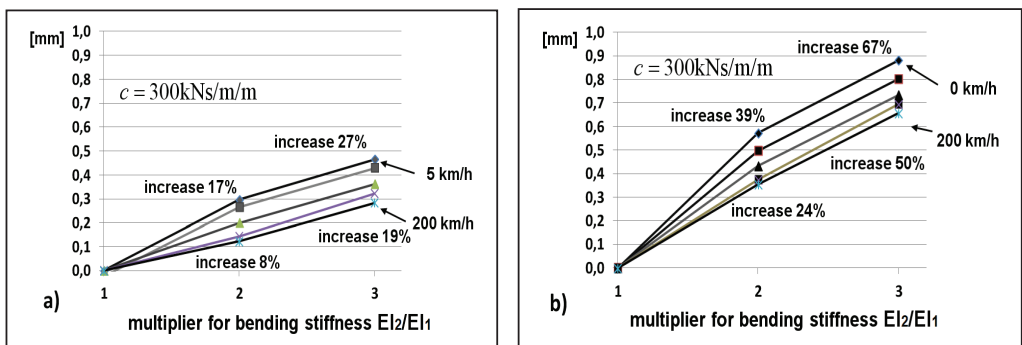 [mm]
1,0
0,9
0,8
0,7
0,6
0,5
0,4
0,3
0,2
0,1
0,0
c = 300kNs/m/m
increase 27%
increase 17%
5 km/h
200 km/h
increase 19%
increase 8%
a)
1 2 3
multiplier for bending stiffness EI2/EI1
[mm]
1,0
0,9
0,8
0,7
0,6
0,5
0,4
0,3
0,2
0,1
0,0
increase 67%
c = 300kNs/m/m
0 km/h
increase 39%
200 km/h
increase 50%
increase 24%
b)
1 2 3
multiplier for bending stiffness EI2/EI1